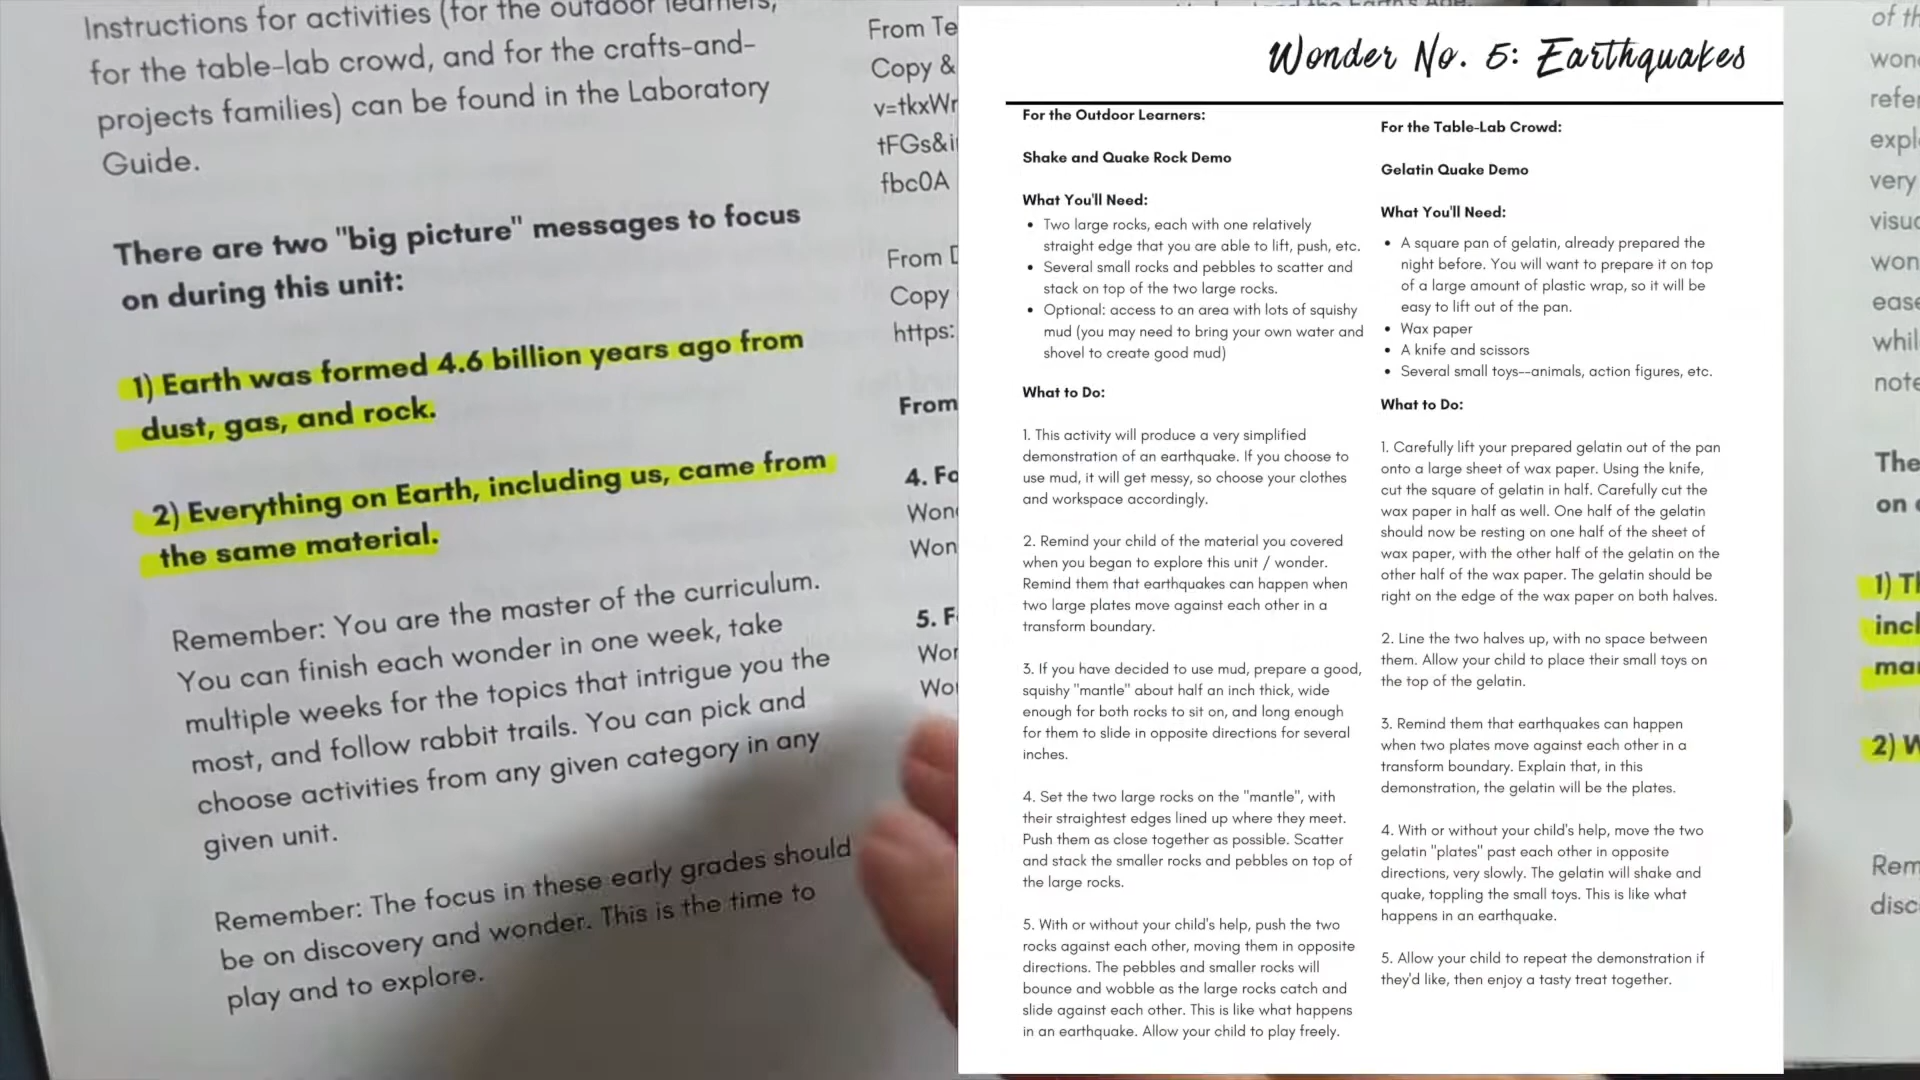 Instructions for activities (for the outdoor learners,
for the table-lab crowd, and for the crafts-and-
projects families) can be found in the Laboratory
Guide.
There are two "big picture" messages to focus
on during this unit:
1) Earth was formed 4.6 billion years ago from
dust, gas, and rock.
2) Everything on Earth, including us, came from
the same material.
Remember: You are the master of the curriculum.
You can finish each wonder in one week, take
multiple weeks for the topics that intrigue you the
most, and follow rabbit trails. You can pick and
choose activities from any given category in any
given unit.
Remember: The focus in these early grades should
be on discovery and wonder. This is the time to
play and to explore.
From
Copy &
From
Copy
https:
From
4.
5.
Wonder No. 5: Earthquakes
For the Outdoor Learners:
Shake and Quake Rock Demo
What You'll Need:
• Two large rocks, each with one relatively
straight edge that you are able to lift, push, etc.
• Several small rocks and pebbles to scatter and
stack on top of the two large rocks.
• Optional: access to an area with lots of squishy
mud (you may need to bring your own water and
shovel to create good mud)
What to Do:
1. This activity will produce a very simplified
demonstration of an earthquake. If you choose to
use mud, it will get messy, so choose your clothes
and workspace accordingly.
2. Remind your child of the material you covered
when you began to explore this unit / wonder.
Remind them that earthquakes can happen when
two large plates move against each other in a
transform boundary.
3. If you have decided to use mud, prepare a good,
squishy "mantle" about half an inch thick, wide
enough for both rocks to sit on, and long enough
for them to slide in opposite directions for several
inches.
4. Set the two large rocks on the "mantle", with
their straightest edges lined up where they meet.
Push them as close together as possible. Scatter
and stack the smaller rocks and pebbles on top of
the large rocks.
5. With or without your child's help, push the two
rocks against each other, moving them in opposite
directions. The pebbles and smaller rocks will
bounce and wobble as the large rocks catch and
slide against each other. This is like what happens
in an earthquake. Allow your child to play freely.
For the Table-Lab Crowd:
Gelatin Quake Demo
What You'll Need:
• A square pan of gelatin, already prepared the
night before. You will want to prepare it on top
of a large amount of plastic wrap, so it will be
easy to lift out of the pan.
• Wax paper
• A knife and scissors
• Several small toys--animals, action figures, etc.
What to Do:
1. Carefully lift your prepared gelatin out of the pan
onto a large sheet of wax paper. Using the knife,
cut the square of gelatin in half. Carefully cut the
wax paper in half as well. One half of the gelatin
should now be resting on one half of the sheet of
wax paper, with the other half of the gelatin on the
other half of the wax paper. The gelatin should be
right on the edge of the wax paper on both halves.
2. Line the two halves up, with no space between
them. Allow your child to place their small toys on
the top of the gelatin.
3. Remind them that earthquakes can happen
when two plates move against each other in a
transform boundary. Explain that, in this
demonstration, the gelatin will be the plates.
4. With or without your child's help, move the two
gelatin "plates" past each other in opposite
directions, very slowly. The gelatin will shake and
quake, toppling the small toys. This is like what
happens in an earthquake.
5. Allow your child to repeat the demonstration if
they'd like, then enjoy a tasty treat together.
of
very
The
on
1)
2)